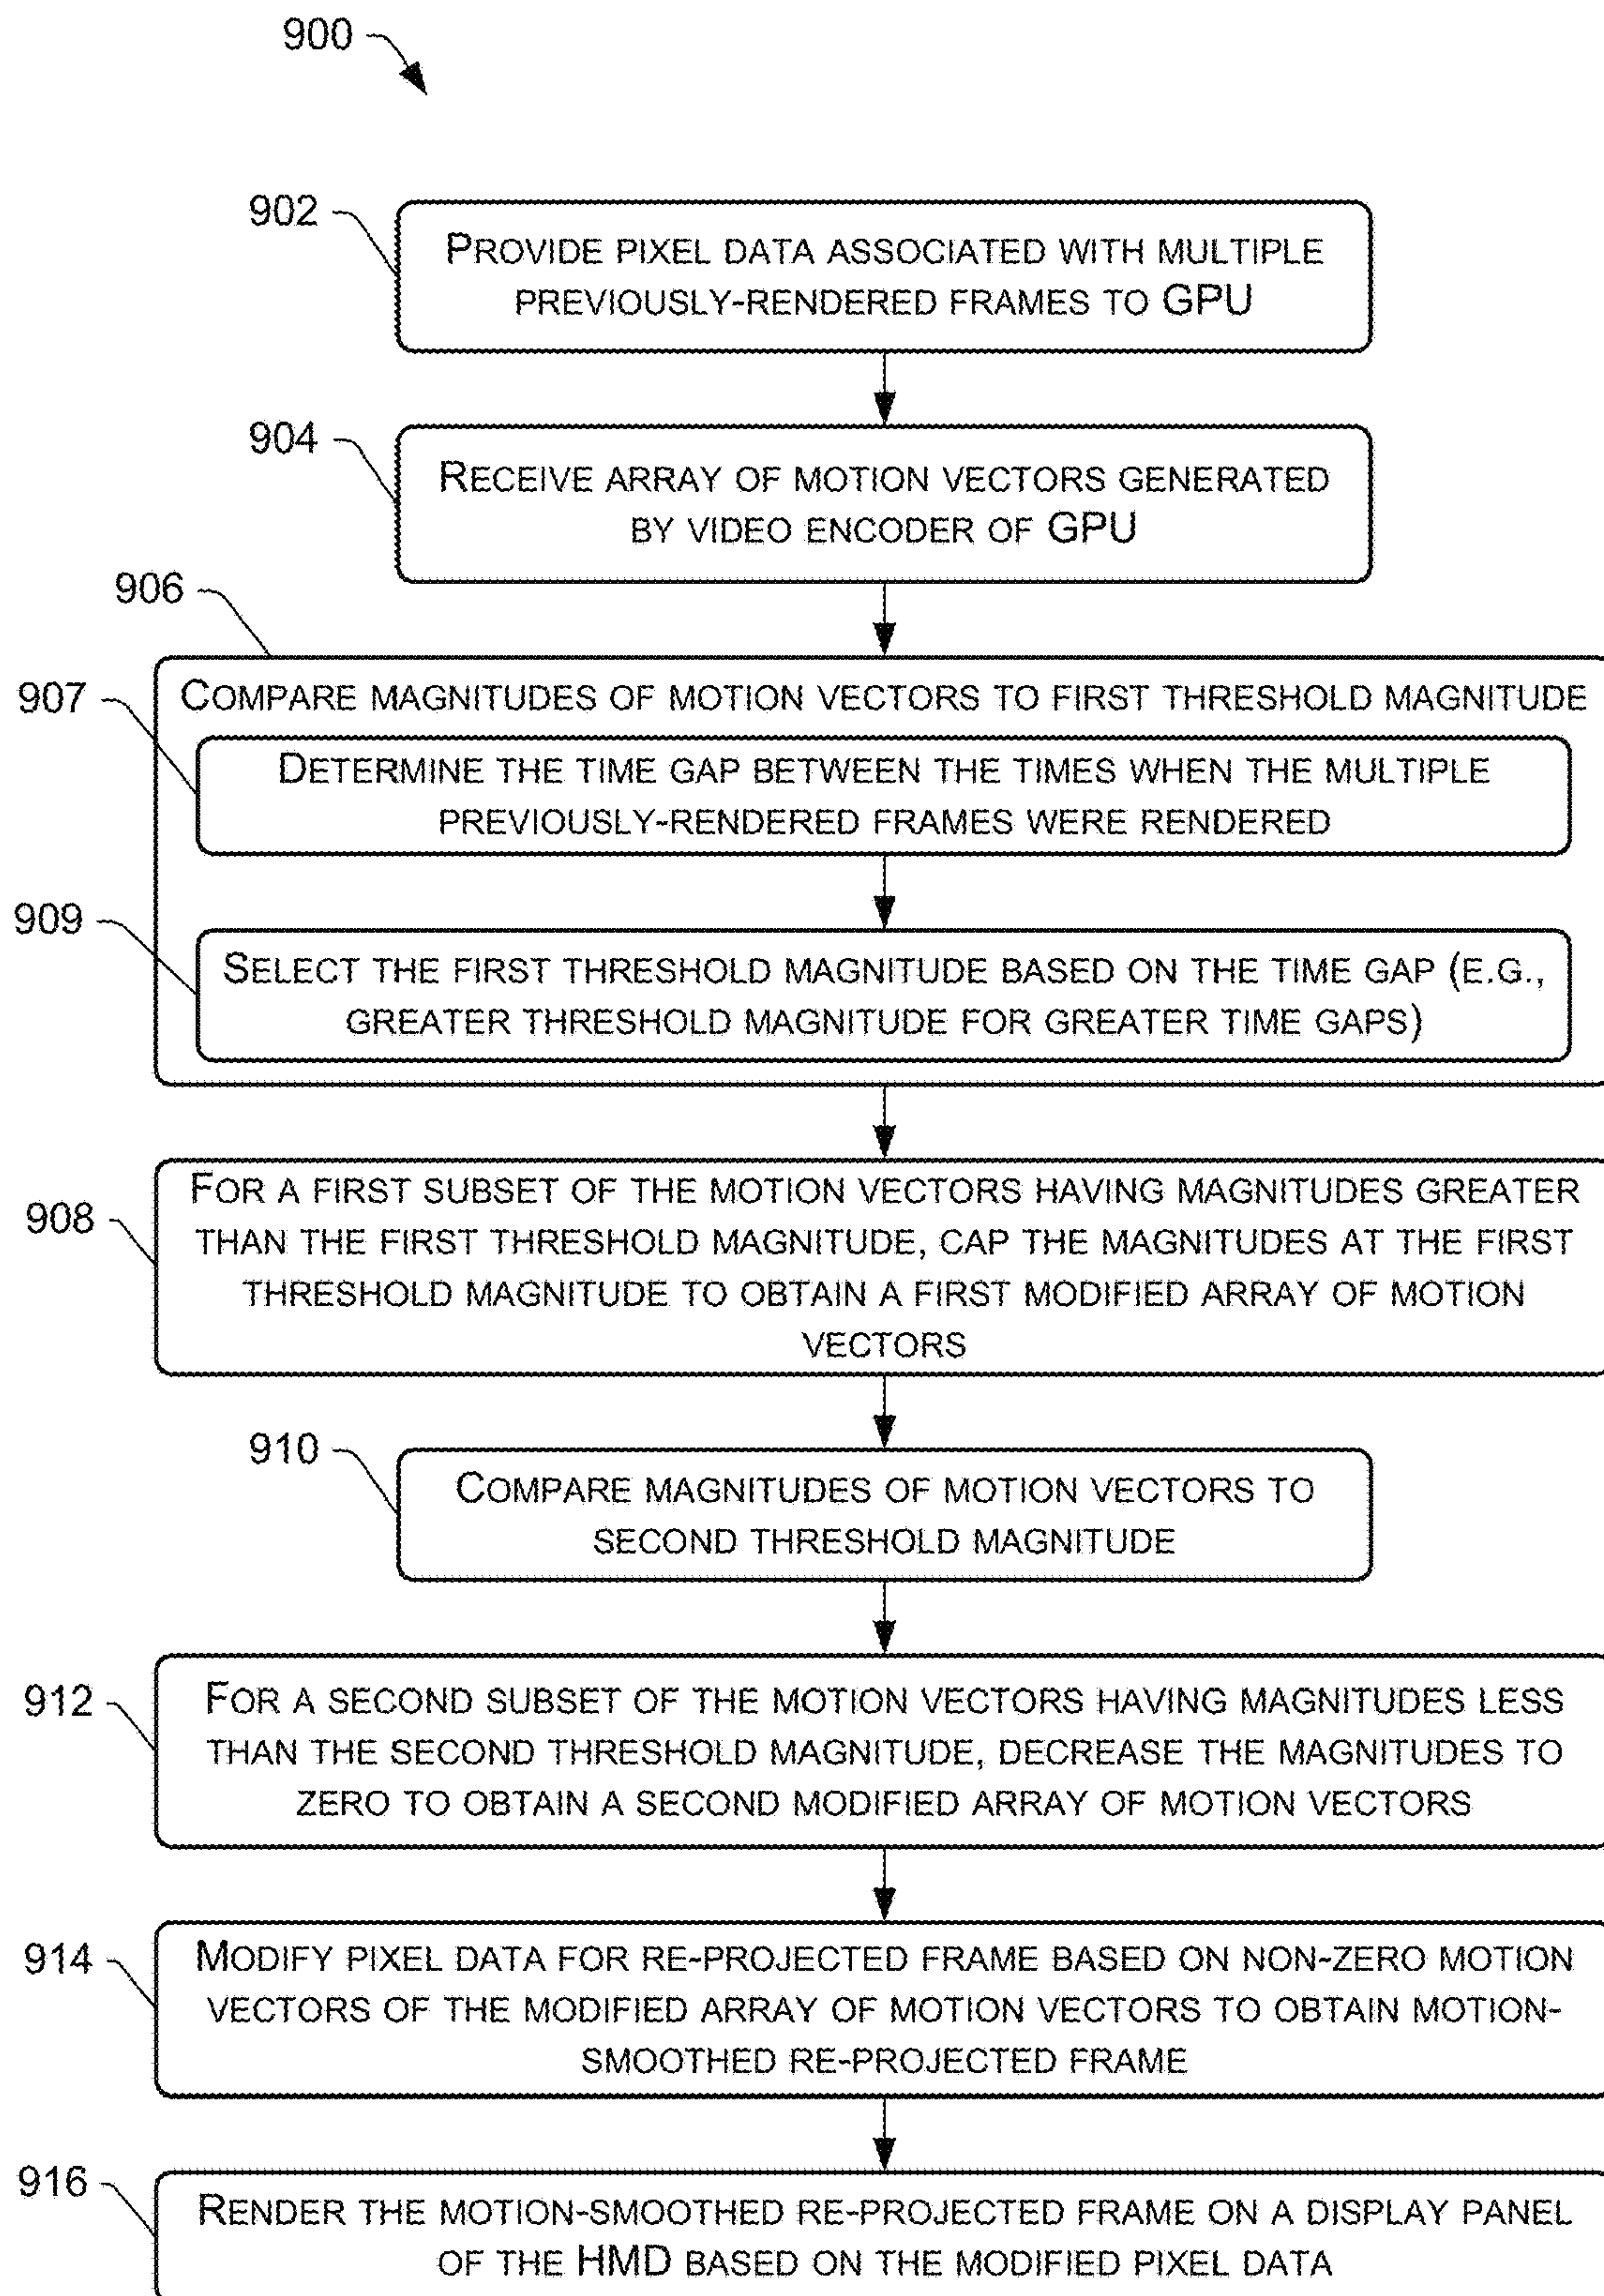 900
902
PROVIDE PIXEL DATA ASSOCIATED WITH MULTIPLE
PREVIOUSLY-RENDERED FRAMES TO GPU
904
RECEIVE ARRAY OF MOTION VECTORS GENERATED
BY VIDEO ENCODER OF GPU
906
COMPARE MAGNITUDES OF MOTION VECTORS TO FIRST THRESHOLD MAGNITUDE
907
DETERMINE THE TIME GAP BETWEEN THE TIMES WHEN THE MULTIPLE
PREVIOUSLY-RENDERED FRAMES WERE RENDERED
909
SELECT THE FIRST THRESHOLD MAGNITUDE BASED ON THE TIME GAP (E.G.,
GREATER THRESHOLD MAGNITUDE FOR GREATER TIME GAPS)
908
FOR A FIRST SUBSET OF THE MOTION VECTORS HAVING MAGNITUDES GREATER
THAN THE FIRST THRESHOLD MAGNITUDE, CAP THE MAGNITUDES AT THE FIRST
THRESHOLD MAGNITUDE TO OBTAIN A FIRST MODIFIED ARRAY OF MOTION
VECTORS
910
COMPARE MAGNITUDES OF MOTION VECTORS TO
SECOND THRESHOLD MAGNITUDE
912
FOR A SECOND SUBSET OF THE MOTION VECTORS HAVING MAGNITUDES LESS
THAN THE SECOND THRESHOLD MAGNITUDE, DECREASE THE MAGNITUDES TO
ZERO TO OBTAIN A SECOND MODIFIED ARRAY OF MOTION VECTORS
914
MODIFY PIXEL DATA FOR RE-PROJECTED FRAME BASED ON NON-ZERO MOTION
VECTORS OF THE MODIFIED ARRAY OF MOTION VECTORS TO OBTAIN MOTION-
SMOOTHED RE-PROJECTED FRAME
916
RENDER THE MOTION-SMOOTHED RE-PROJECTED FRAME ON A DISPLAY PANEL
OF THE HMD BASED ON THE MODIFIED PIXEL DATA